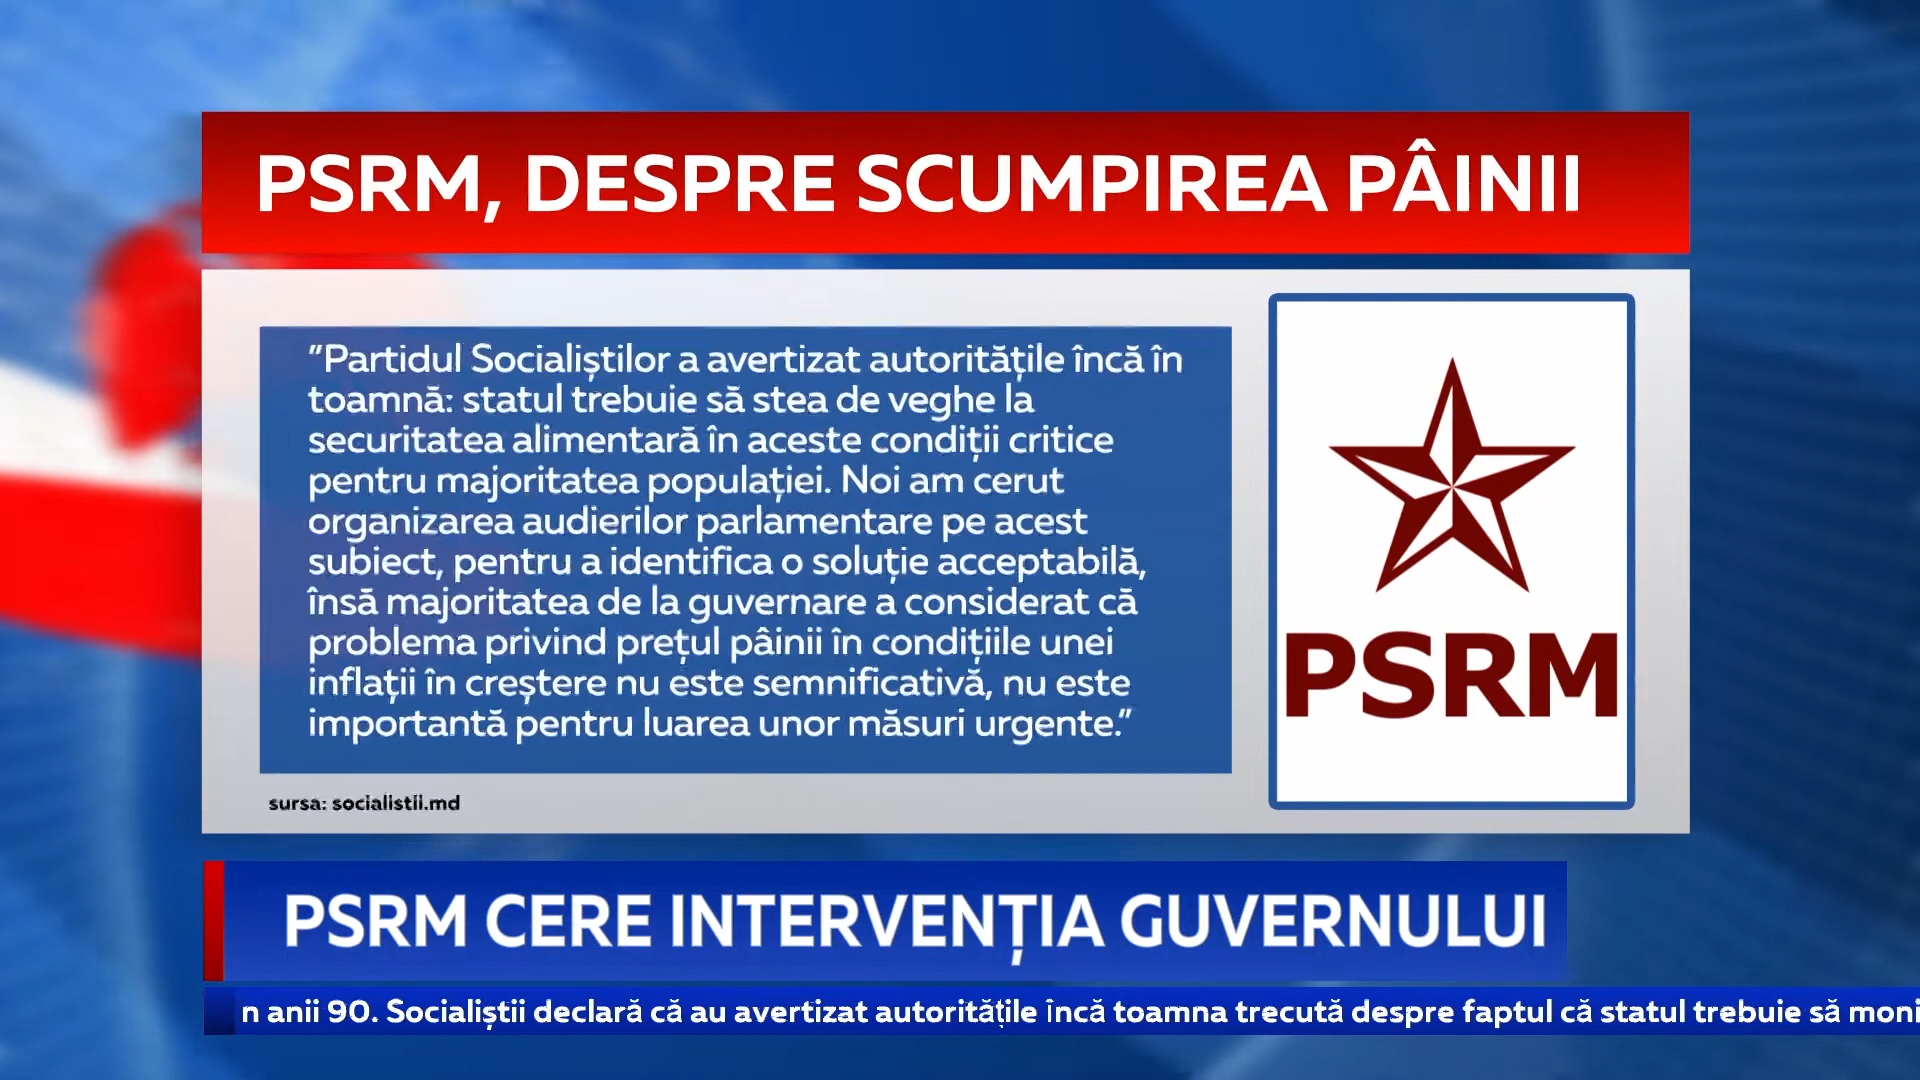 PSRM, DESPRE SCUMPIREA PÂINII
”Partidul Socialiștilor a avertizat autoritățile încă în
toamnă: statul trebuie să stea de veghe la
securitatea alimentară în aceste condiții critice
pentru majoritatea populației. Noi am cerut
organizarea audierilor parlamentare pe acest
subiect, pentru a identifica o soluție acceptabilă,
însă majoritatea de la guvernare a considerat că
problema privind prețul pâinii în condițiile unei
inflații în creștere nu este semnificativă, nu este
importantă pentru luarea unor măsuri urgente.”
sursa: socialistii.md
PSRM
PSRM CERE INTERVENȚIA GUVERNULUI
n anii 90. Socialiștii declară că au avertizat autoritățile încă toamna trecută despre faptul că statul trebuie să moni